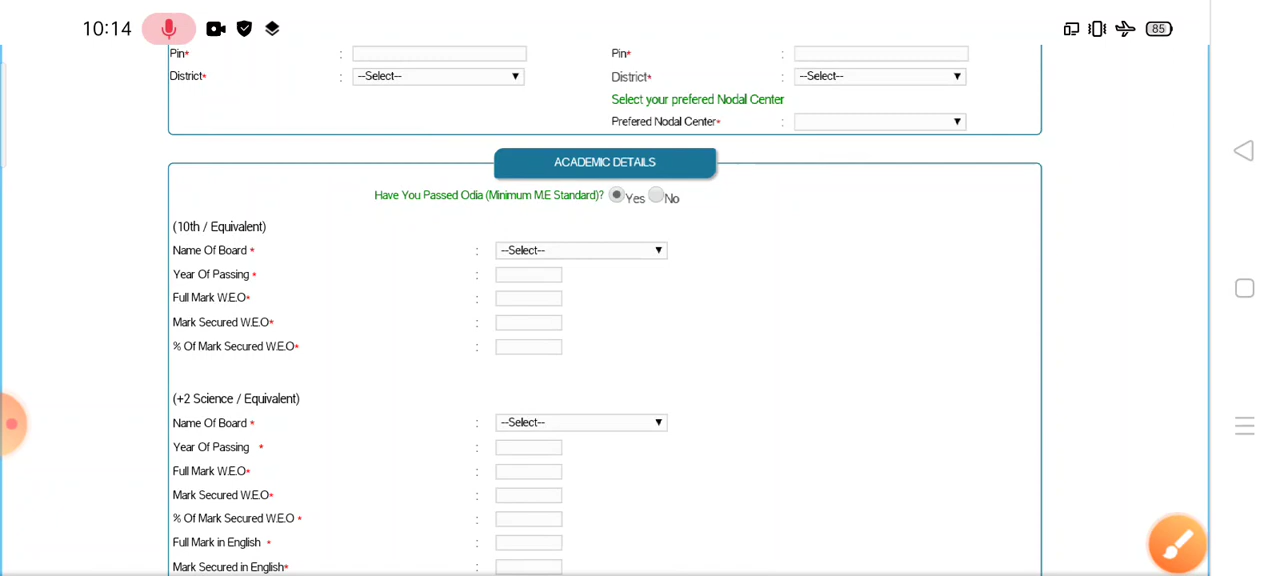 10:14 85
Pin* : Pin* :
District* : --Select-- District* : --Select--
Select your prefered Nodal Center
Prefered Nodal Center* :
ACADEMIC DETAILS
Have You Passed Odia (Minimum M.E Standard)? Yes No
(10th / Equivalent)
Name Of Board * : --Select--
Year Of Passing * :
Full Mark W.E.O* :
Mark Secured W.E.O* :
% Of Mark Secured W.E.O* :
(+2 Science / Equivalent)
Name Of Board * : --Select--
Year Of Passing * :
Full Mark W.E.O* :
Mark Secured W.E.O* :
% Of Mark Secured W.E.O * :
Full Mark in English * :
Mark Secured in English* :